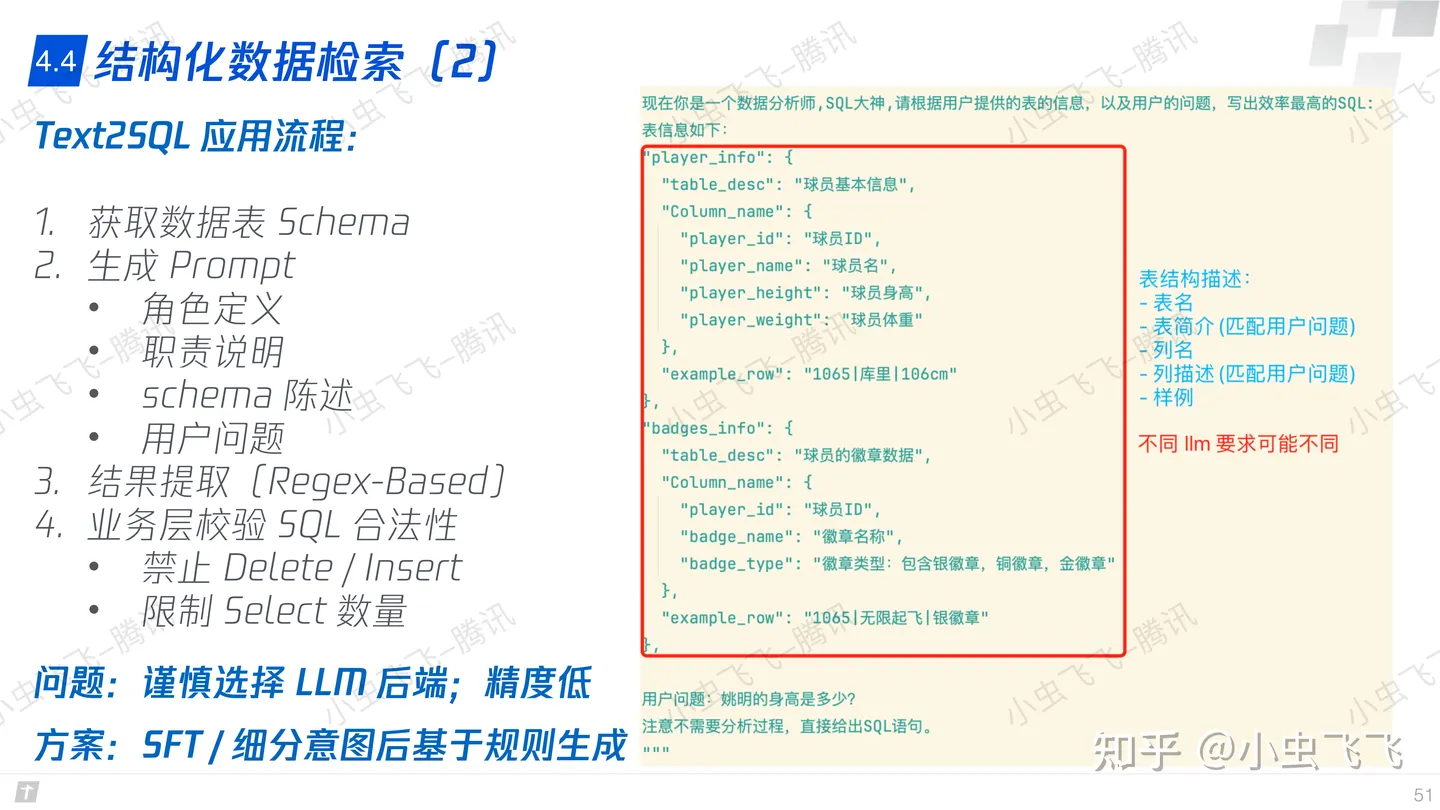 4.4 结构化数据检索（2）
Text2SQL 应用流程：
1. 获取数据表 Schema
2. 生成 Prompt
• 角色定义
• 职责说明
• schema 陈述
• 用户问题
3. 结果提取（Regex-Based）
4. 业务层校验 SQL 合法性
• 禁止 Delete / Insert
• 限制 Select 数量
问题：谨慎选择 LLM 后端；精度低
方案：SFT / 细分意图后基于规则生成
现在你是一个数据分析师,SQL大神,请根据用户提供的表的信息，以及用户的问题，写出效率最高的SQL：
表信息如下：
"player_info": {
"table_desc": "球员基本信息",
"Column_name": {
"player_id": "球员ID",
"player_name": "球员名",
"player_height": "球员身高",
"player_weight": "球员体重"
},
"example_row": "1065|库里|106cm"
},
"badges_info": {
"table_desc": "球员的徽章数据",
"Column_name": {
"player_id": "球员ID",
"badge_name": "徽章名称",
"badge_type": "徽章类型：包含银徽章，铜徽章，金徽章"
},
"example_row": "1065|无限起飞|银徽章"
},
用户问题：姚明的身高是多少？
注意不需要分析过程，直接给出SQL语句。
"""
表结构描述：
- 表名
- 表简介 (匹配用户问题)
- 列名
- 列描述 (匹配用户问题)
- 样例
不同 llm 要求可能不同
小虫飞飞-腾讯
知乎 @小虫飞飞
51